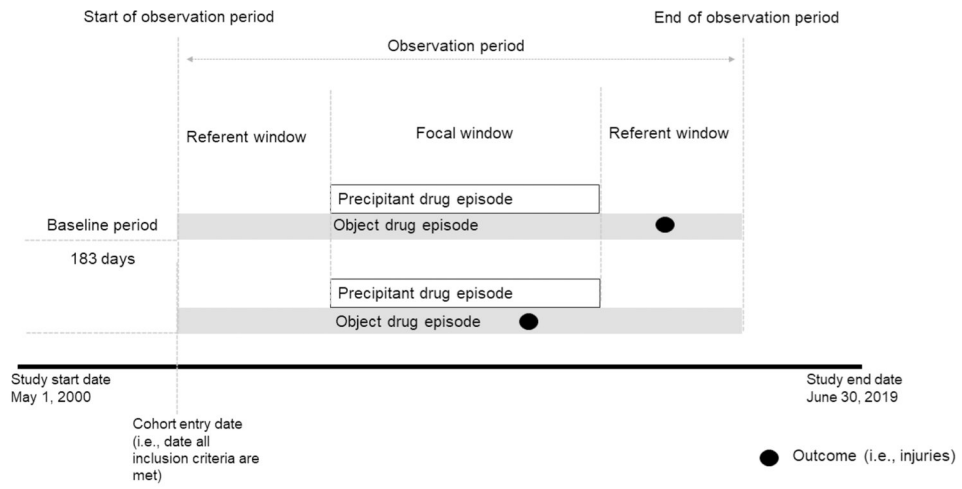 Start of observation period
End of observation period
Observation period
Referent window
Focal window
Referent window
Precipitant drug episode
Baseline period
Object drug episode
183 days
Precipitant drug episode
Object drug episode
Study start date
May 1, 2000
Study end date
June 30, 2019
Cohort entry date
(i.e., date all
inclusion criteria are
met)
Outcome (i.e., injuries)